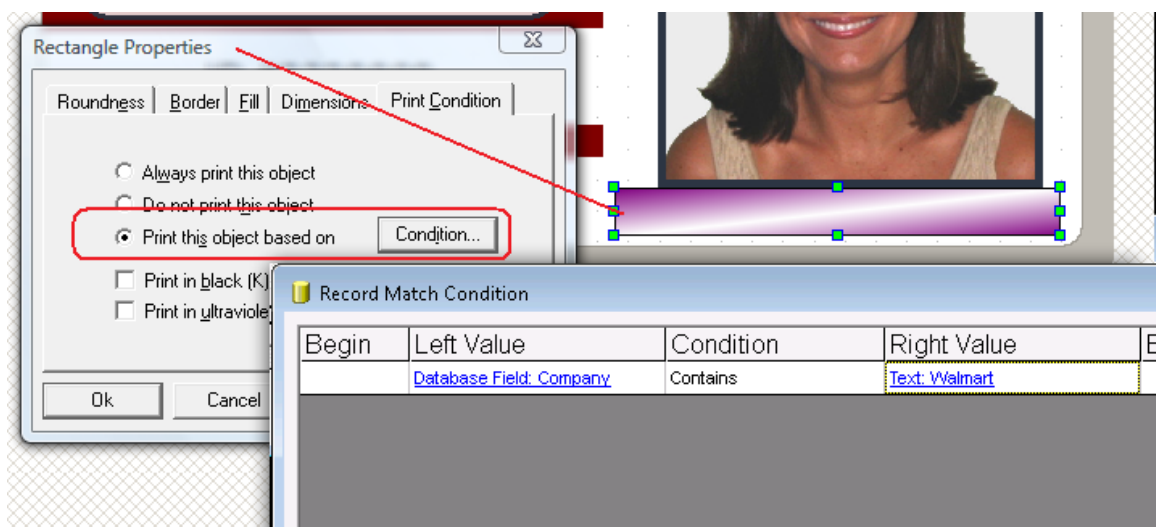 Rectangle Properties
Roundness Border Fill Dimensions Print Condition
Always print this object
Do not print this object
Print this object based on Condition...
Print in black (K)
Print in ultraviole
Ok Cancel
Record Match Condition
Begin Left Value Condition Right Value E
Database Field: Company Contains Text: Walmart